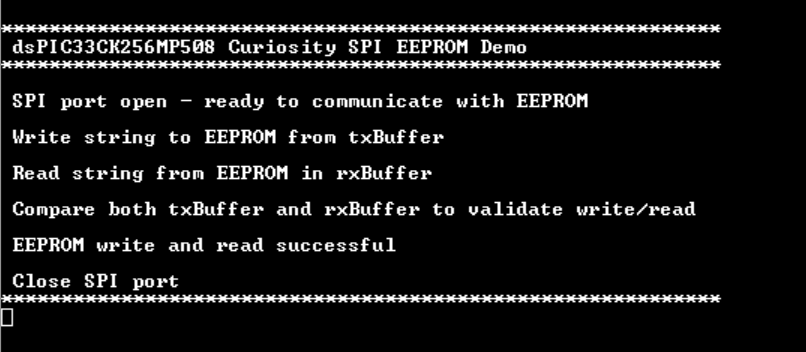 ************************************************************
dsPIC33CK256MP508 Curiosity SPI EEPROM Demo
************************************************************
SPI port open - ready to communicate with EEPROM
Write string to EEPROM from txBuffer
Read string from EEPROM in rxBuffer
Compare both txBuffer and rxBuffer to validate write/read
EEPROM write and read successful
Close SPI port
************************************************************